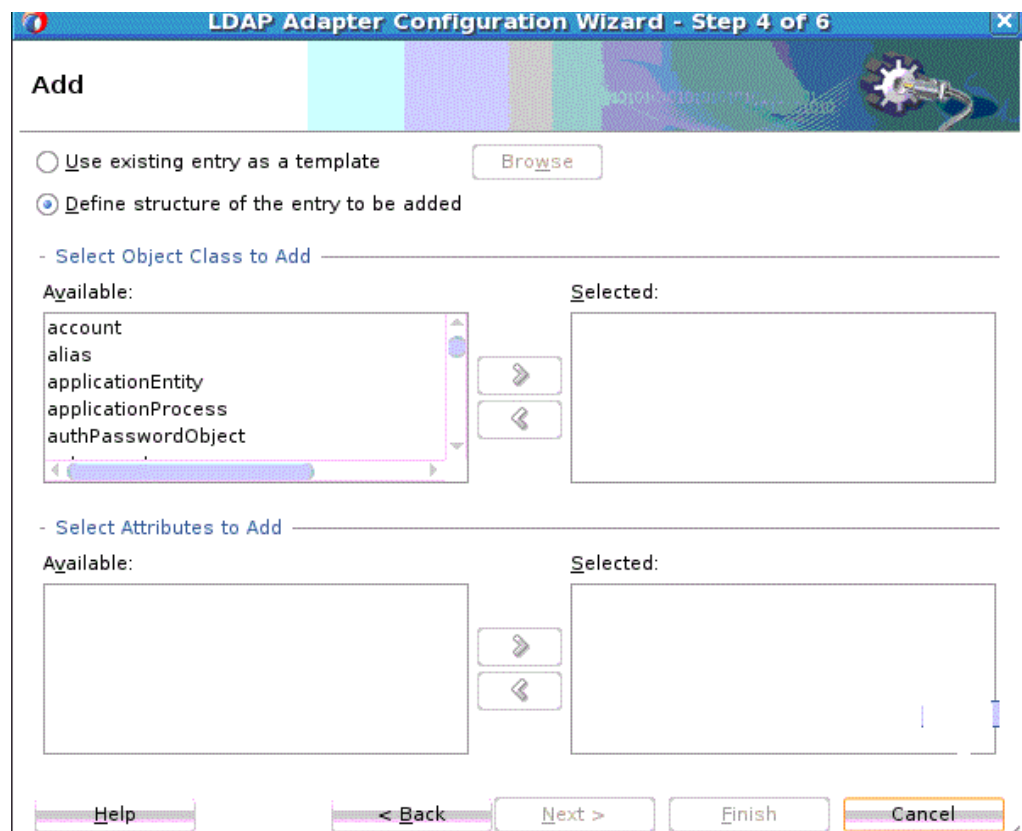 LDAP Adapter Configuration Wizard - Step 4 of 6
Add
Use existing entry as a template
Browse
Define structure of the entry to be added
- Select Object Class to Add
Available:
Selected:
account
alias
applicationEntity
applicationProcess
authPasswordObject
- Select Attributes to Add
Available:
Selected:
Help
< Back
Next >
Finish
Cancel